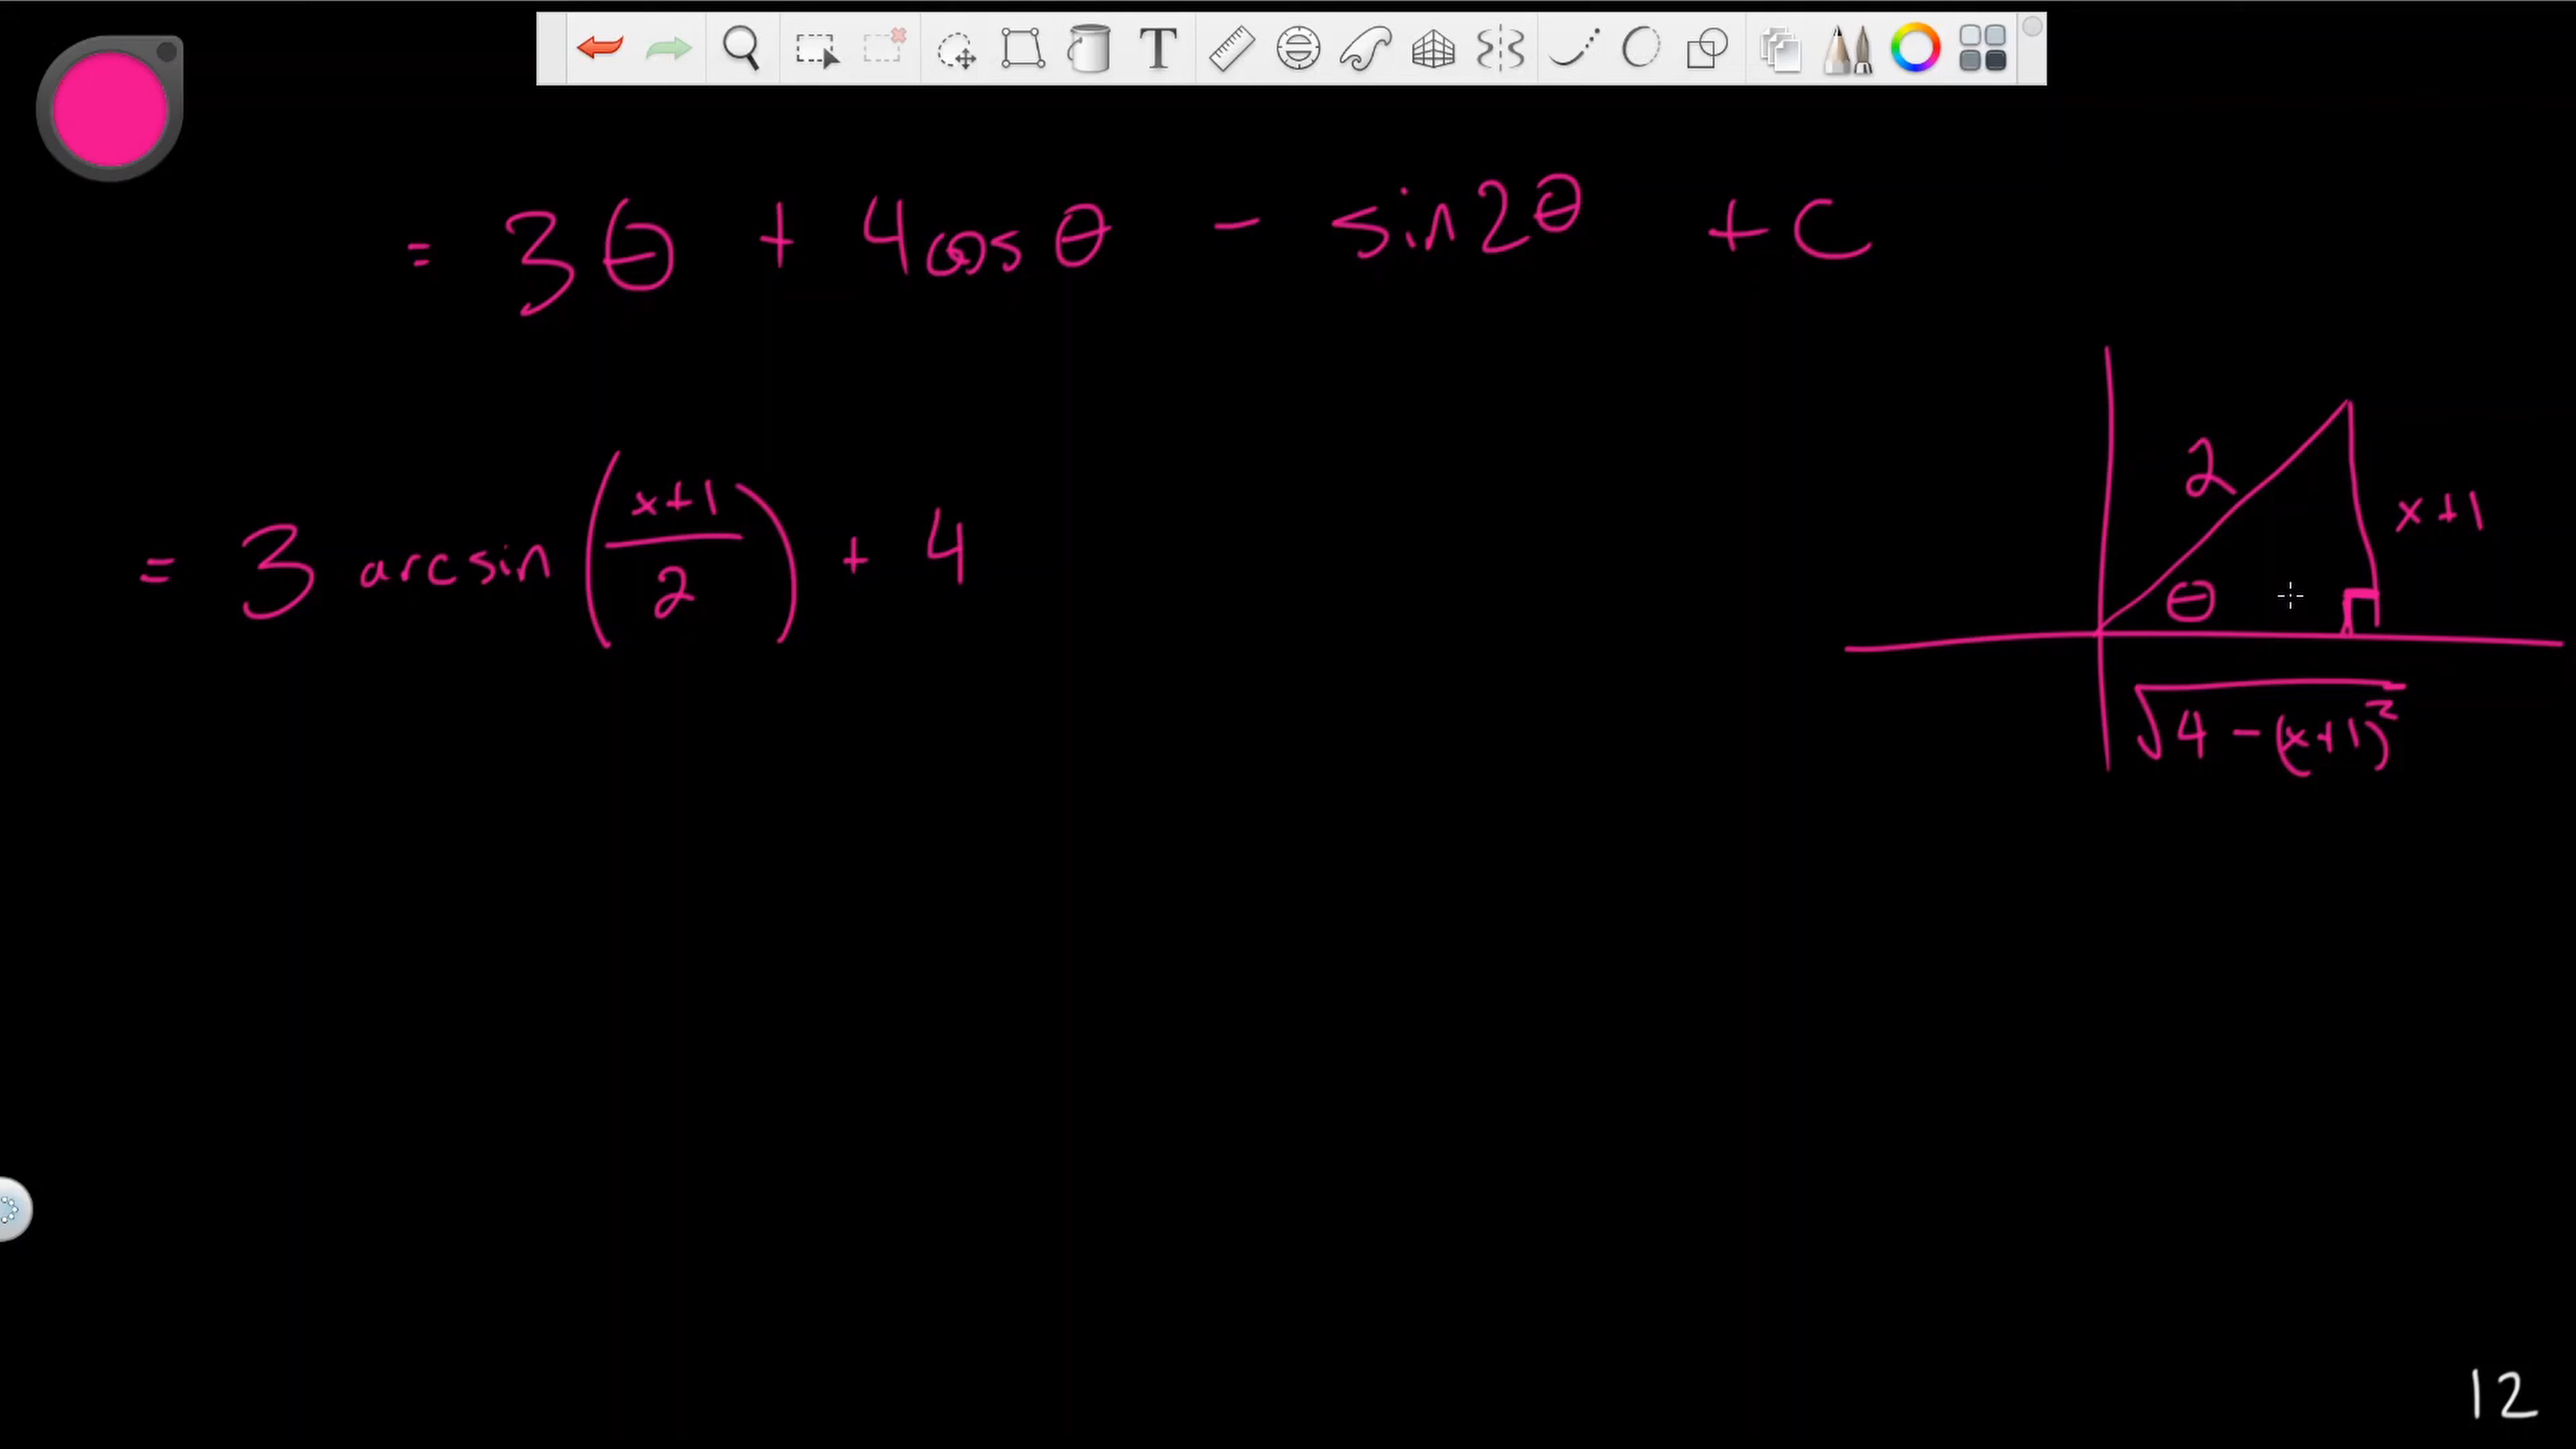 = 3θ + 4cosθ - sin2θ + C
= 3 arcsin((x+1)/2) + 4
2
x+1
θ
√(4-(x+1)²)
12
T